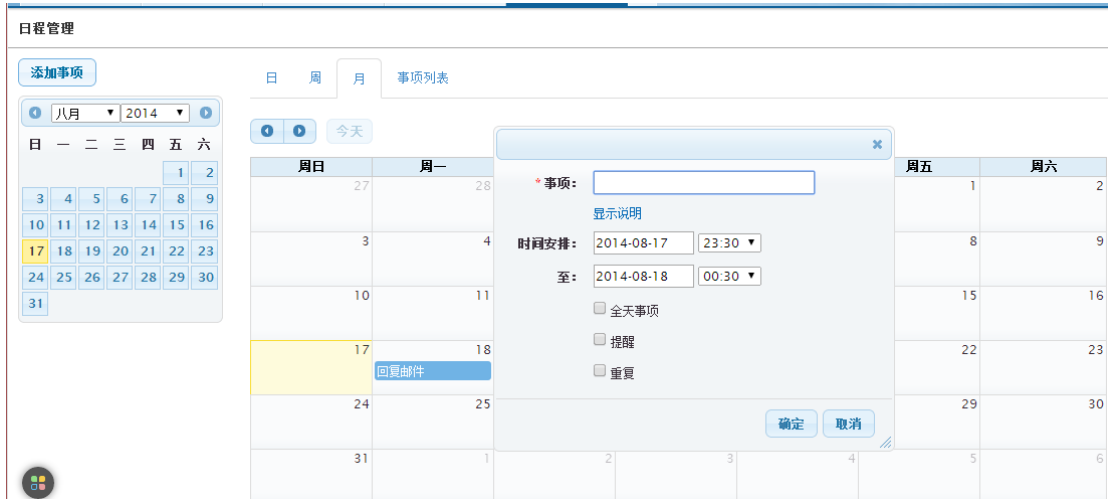 日程管理
添加事项
日 周 月 事项列表
八月 2014
日 一 二 三 四 五 六
1 2
3 4 5 6 7 8 9
10 11 12 13 14 15 16
17 18 19 20 21 22 23
24 25 26 27 28 29 30
31
今天
周日 周一 周五 周六
27 28 1 2
3 4 8 9
10 11 15 16
17 18 22 23
回复邮件
24 25 29 30
31 1 2 3 4 5 6
*事项:
显示说明
时间安排: 2014-08-17 23:30
至: 2014-08-18 00:30
全天事项
提醒
重复
确定 取消